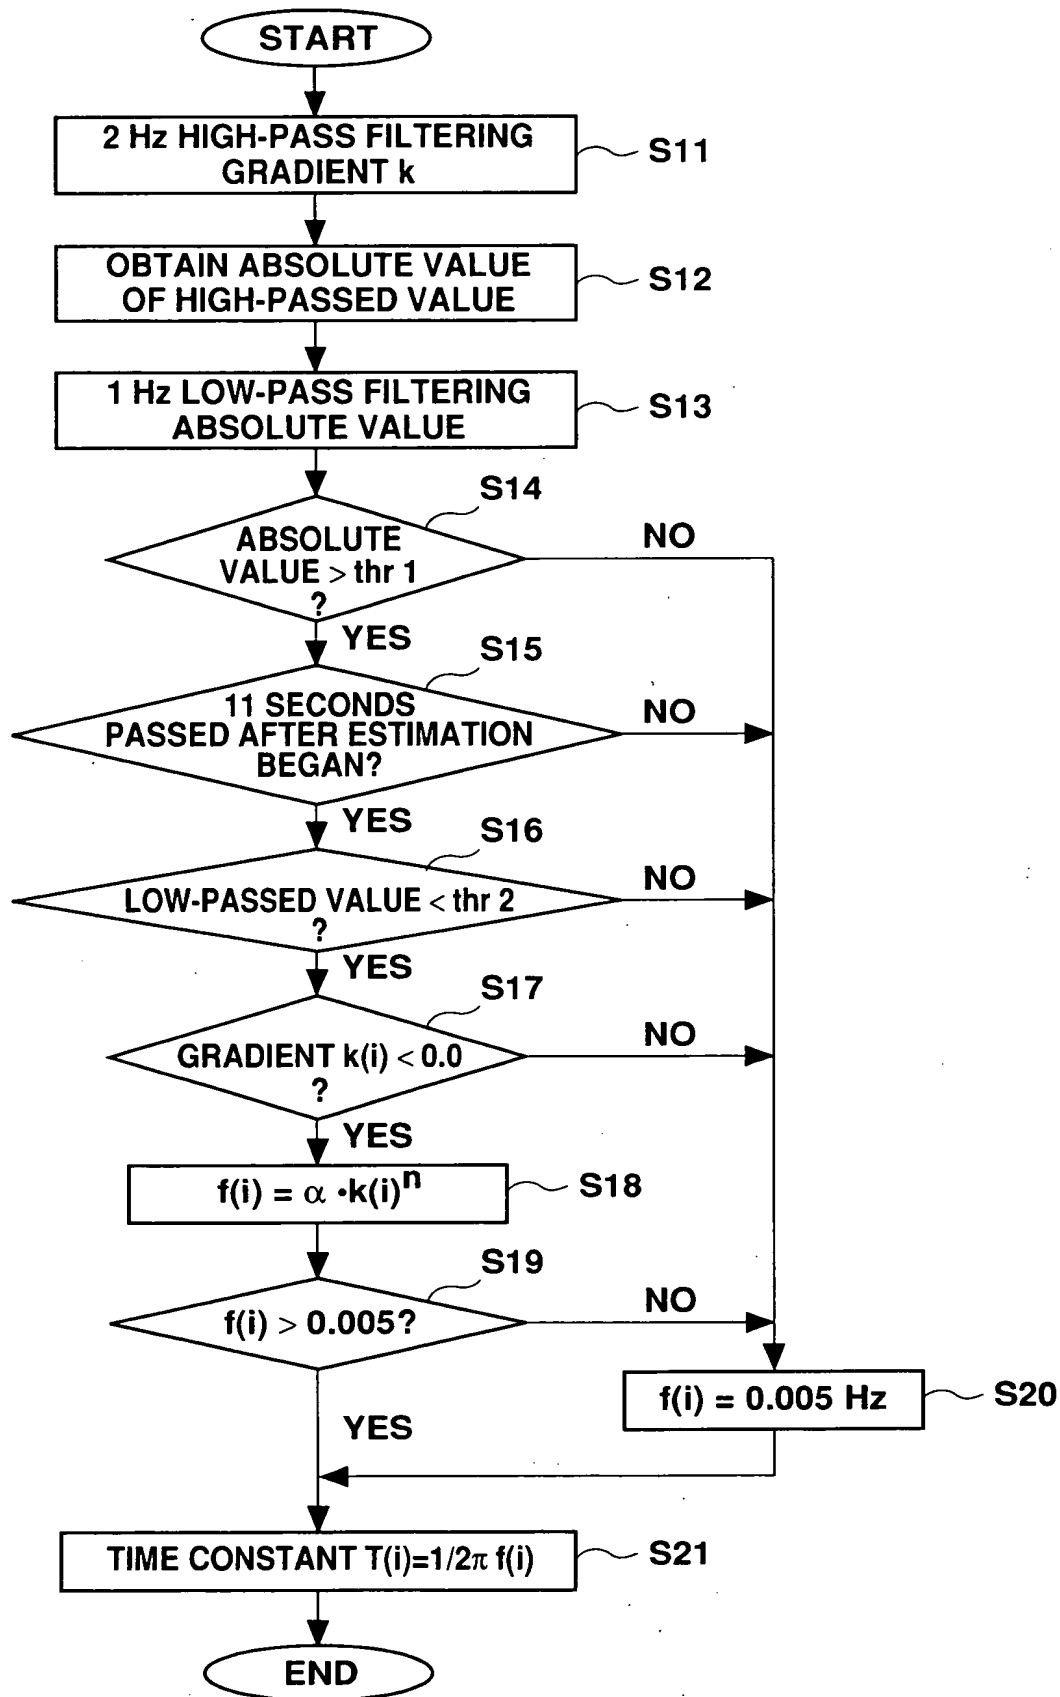 START
2 Hz HIGH-PASS FILTERING
GRADIENT k
S11
OBTAIN ABSOLUTE VALUE
OF HIGH-PASSED VALUE
S12
1 Hz LOW-PASS FILTERING
ABSOLUTE VALUE
S13
S14
ABSOLUTE
VALUE > thr 1
?
NO
YES
S15
11 SECONDS
PASSED AFTER ESTIMATION
BEGAN?
NO
YES
S16
LOW-PASSED VALUE < thr 2
?
NO
YES
S17
GRADIENT k(i) < 0.0
?
NO
YES
f(i) = α ·k(i)ⁿ
S18
S19
f(i) > 0.005?
NO
YES
f(i) = 0.005 Hz
S20
TIME CONSTANT T(i)=1/2π f(i)
S21
END